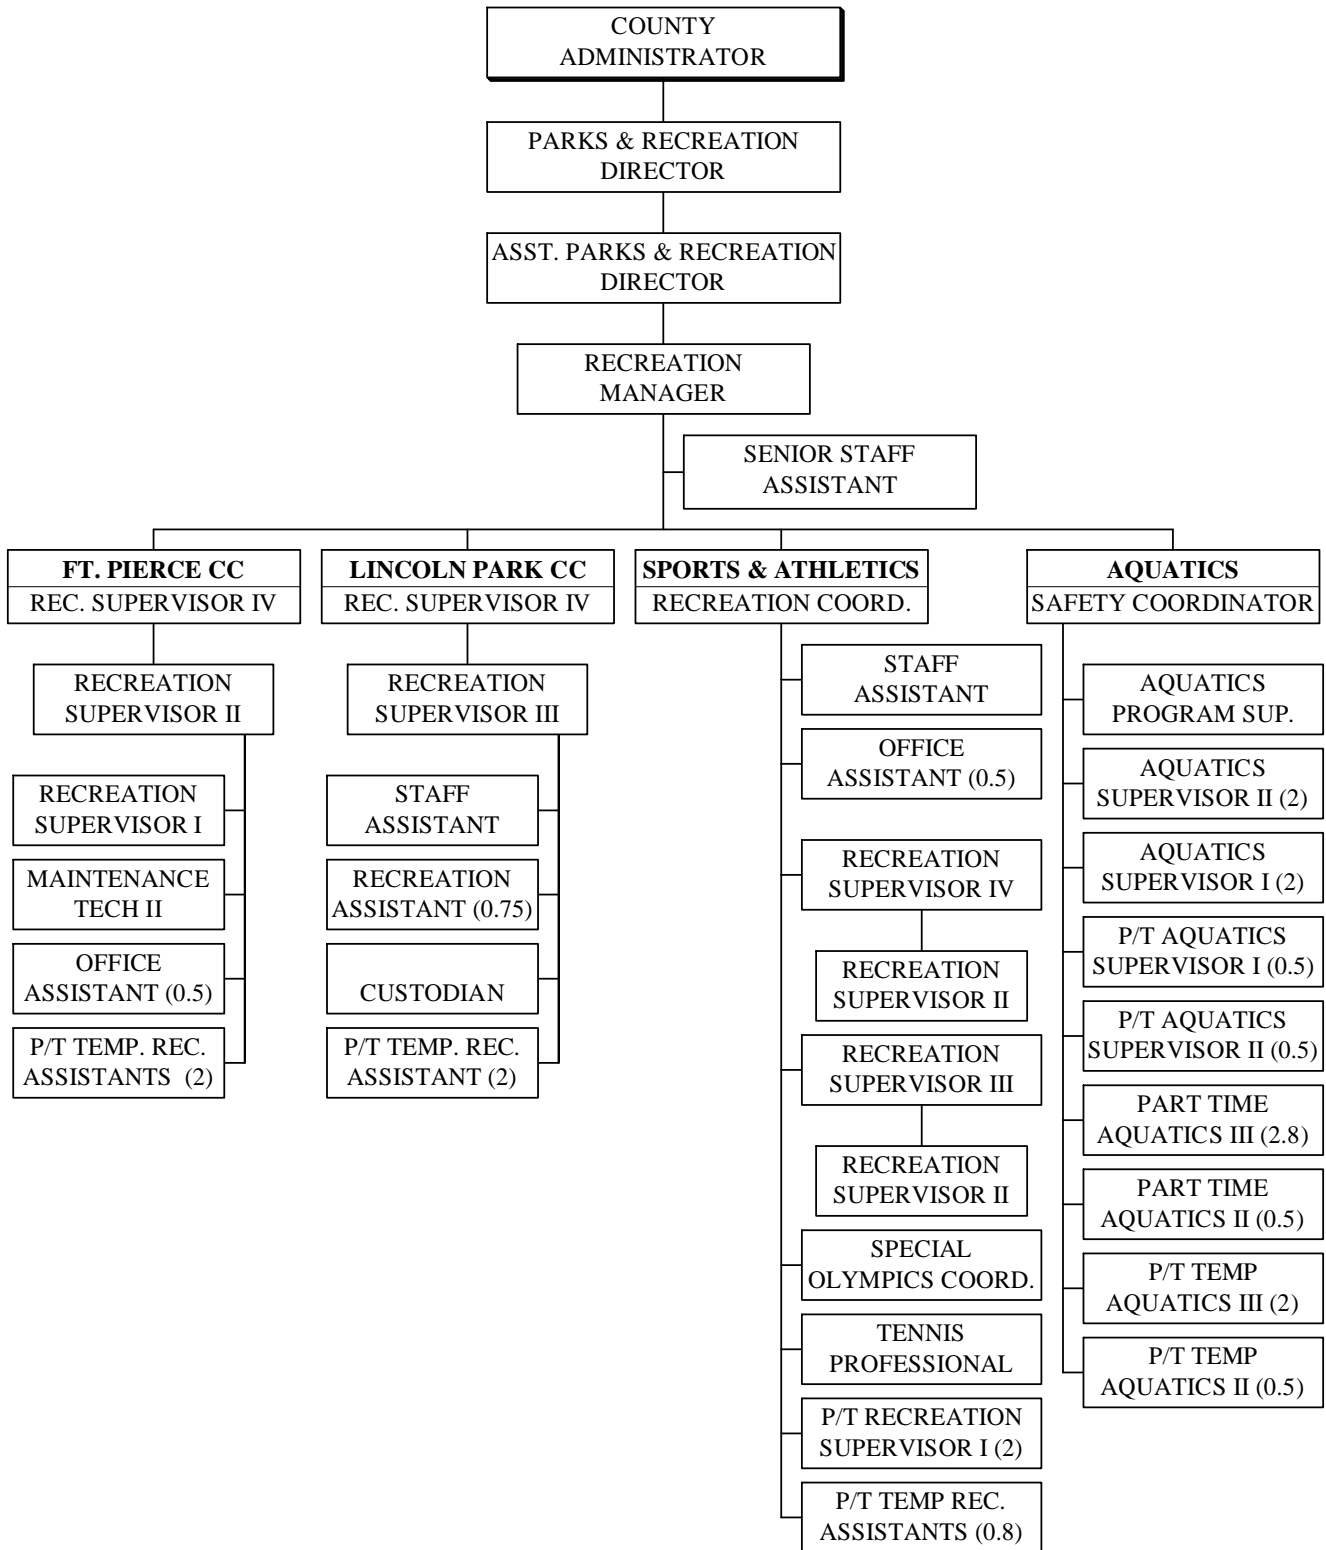 COUNTY
ADMINISTRATOR
PARKS & RECREATION
DIRECTOR
ASST. PARKS & RECREATION
DIRECTOR
RECREATION
MANAGER
SENIOR STAFF
ASSISTANT
FT. PIERCE CC
REC. SUPERVISOR IV
RECREATION
SUPERVISOR II
RECREATION
SUPERVISOR I
MAINTENANCE
TECH II
OFFICE
ASSISTANT (0.5)
P/T TEMP. REC.
ASSISTANTS (2)
LINCOLN PARK CC
REC. SUPERVISOR IV
RECREATION
SUPERVISOR III
STAFF
ASSISTANT
RECREATION
ASSISTANT (0.75)
CUSTODIAN
P/T TEMP. REC.
ASSISTANT (2)
SPORTS & ATHLETICS
RECREATION COORD.
STAFF
ASSISTANT
OFFICE
ASSISTANT (0.5)
RECREATION
SUPERVISOR IV
RECREATION
SUPERVISOR II
RECREATION
SUPERVISOR III
RECREATION
SUPERVISOR II
SPECIAL
OLYMPICS COORD.
TENNIS
PROFESSIONAL
P/T RECREATION
SUPERVISOR I (2)
P/T TEMP REC.
ASSISTANTS (0.8)
AQUATICS
SAFETY COORDINATOR
AQUATICS
PROGRAM SUP.
AQUATICS
SUPERVISOR II (2)
AQUATICS
SUPERVISOR I (2)
P/T AQUATICS
SUPERVISOR I (0.5)
P/T AQUATICS
SUPERVISOR II (0.5)
PART TIME
AQUATICS III (2.8)
PART TIME
AQUATICS II (0.5)
P/T TEMP
AQUATICS III (2)
P/T TEMP
AQUATICS II (0.5)